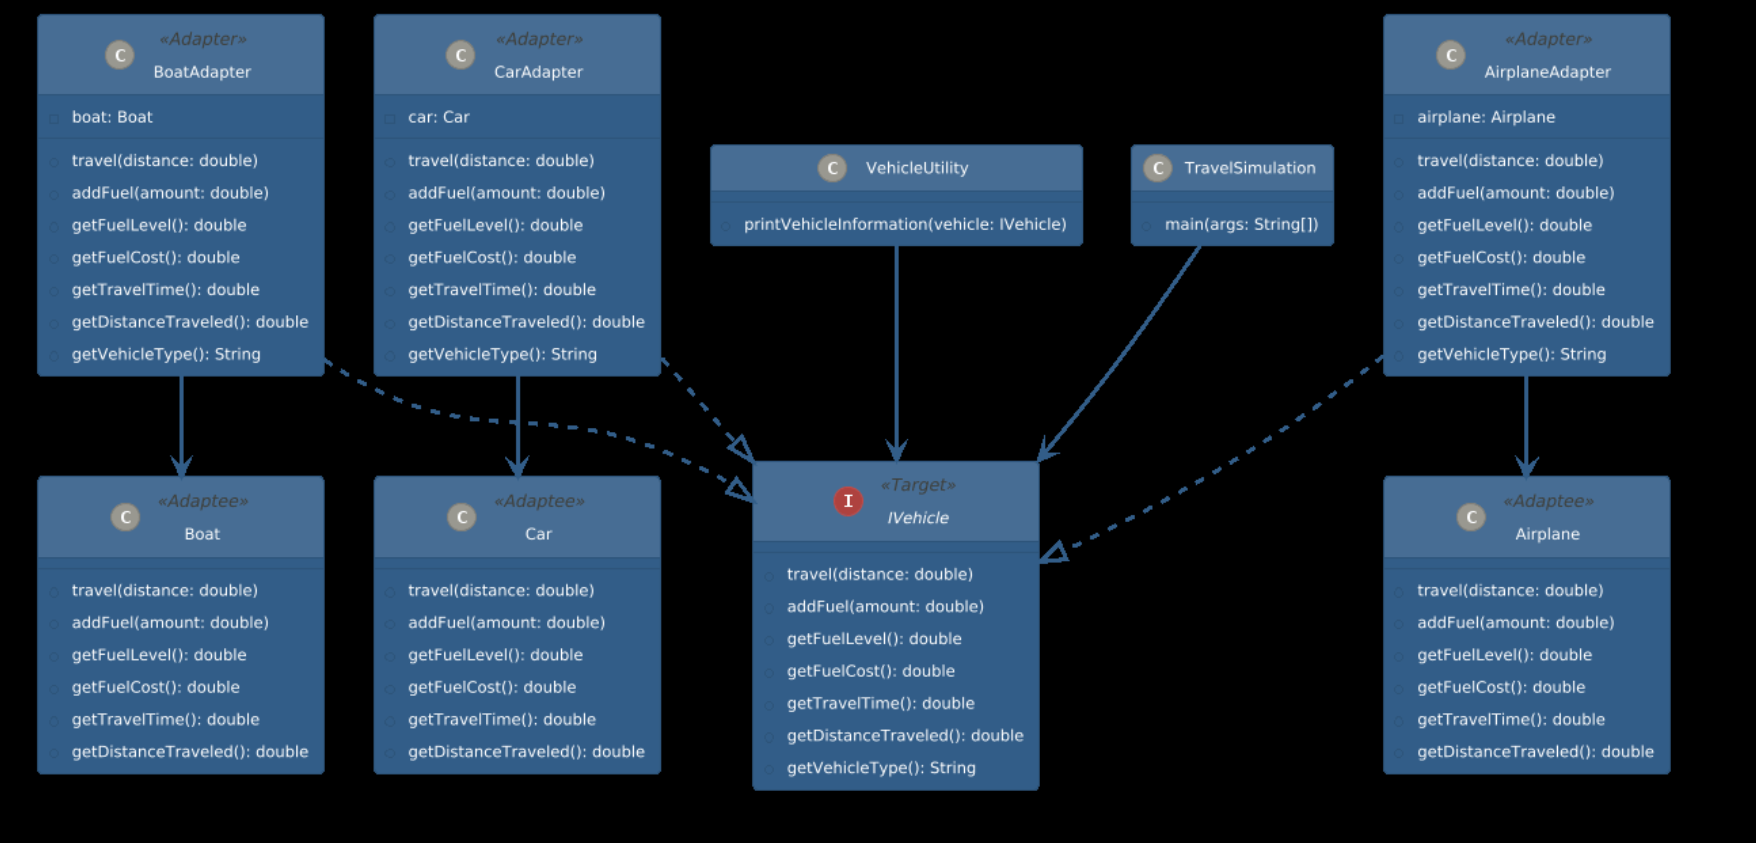 «Adapter»
C
BoatAdapter
boat: Boat
travel(distance: double)
addFuel(amount: double)
getFuelLevel(): double
getFuelCost(): double
getTravelTime(): double
getDistanceTraveled(): double
getVehicleType(): String
«Adapter»
C
CarAdapter
car: Car
travel(distance: double)
addFuel(amount: double)
getFuelLevel(): double
getFuelCost(): double
getTravelTime(): double
getDistanceTraveled(): double
getVehicleType(): String
C VehicleUtility
printVehicleInformation(vehicle: IVehicle)
C TravelSimulation
main(args: String[])
«Adapter»
C
AirplaneAdapter
airplane: Airplane
travel(distance: double)
addFuel(amount: double)
getFuelLevel(): double
getFuelCost(): double
getTravelTime(): double
getDistanceTraveled(): double
getVehicleType(): String
«Adaptee»
C
Boat
travel(distance: double)
addFuel(amount: double)
getFuelLevel(): double
getFuelCost(): double
getTravelTime(): double
getDistanceTraveled(): double
«Adaptee»
C
Car
travel(distance: double)
addFuel(amount: double)
getFuelLevel(): double
getFuelCost(): double
getTravelTime(): double
getDistanceTraveled(): double
«Target»
I
IVehicle
travel(distance: double)
addFuel(amount: double)
getFuelLevel(): double
getFuelCost(): double
getTravelTime(): double
getDistanceTraveled(): double
getVehicleType(): String
«Adaptee»
C
Airplane
travel(distance: double)
addFuel(amount: double)
getFuelLevel(): double
getFuelCost(): double
getTravelTime(): double
getDistanceTraveled(): double